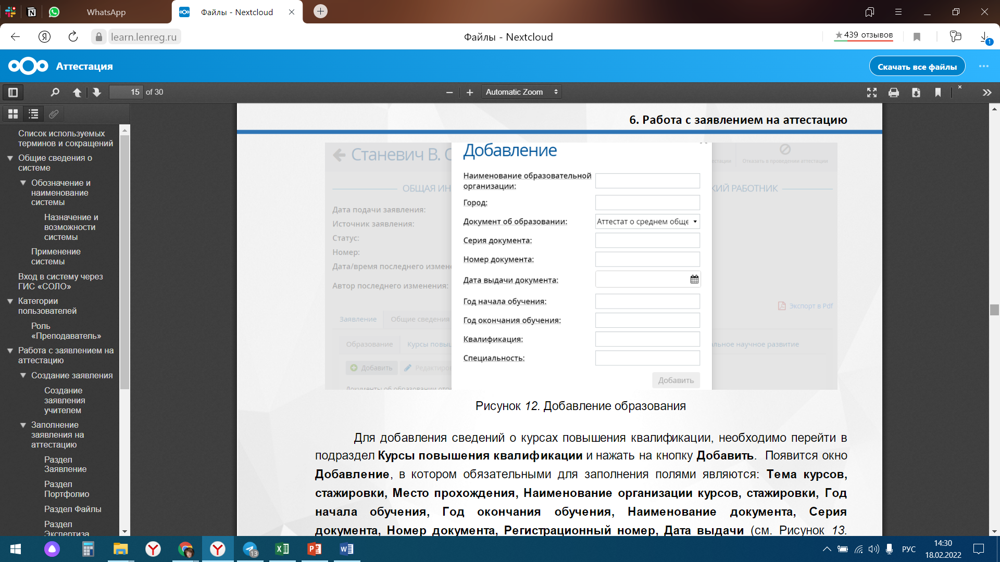 WhatsApp
Файлы - Nextcloud
learn.lenreg.ru
Файлы - Nextcloud
439 отзывов
1
Аттестация
Скачать все файлы
15 of 30
Automatic Zoom
Список используемых
терминов и сокращений
Общие сведения о
системе
Обозначение и
наименование
системы
Назначение и
возможности
системы
Применение
системы
Вход в систему через
ГИС «СОЛО»
Категории
пользователей
Роль
«Преподаватель»
Работа с заявлением на
аттестацию
Создание заявления
Создание
заявления
учителем
Заполнение
заявления на
аттестацию
Раздел
Заявление
Раздел
Портфолио
Раздел Файлы
Раздел
Экспертиза
6. Работа с заявлением на аттестацию
Станевич В. С
Отказать в проведении аттестации
ОБЩАЯ ИН
КИЙ РАБОТНИК
Дата подачи заявления:
Источник заявления:
Статус:
Номер:
Дата/время последнего измене
Автор последнего изменения:
Экспорт в Pdf
Заявление
Общие сведения
Образование
Курсы повыш
льное научное развитие
Добавить
Редактиро
Документы об образовании отно
Добавление
Наименование образовательной
организации:
Город:
Документ об образовании:
Аттестат о среднем обще
Серия документа:
Номер документа:
Дата выдачи документа:
Год начала обучения:
Год окончания обучения:
Квалификация:
Специальность:
Добавить
Рисунок 12. Добавление образования
Для добавления сведений о курсах повышения квалификации, необходимо перейти в
подраздел Курсы повышения квалификации и нажать на кнопку Добавить. Появится окно
Добавление, в котором обязательными для заполнения полями являются: Тема курсов,
стажировки, Место прохождения, Наименование организации курсов, стажировки, Год
начала обучения, Год окончания обучения, Наименование документа, Серия
документа, Номер документа, Регистрационный номер, Дата выдачи (см. Рисунок 13.
13
РУС
14:30
18.02.2022